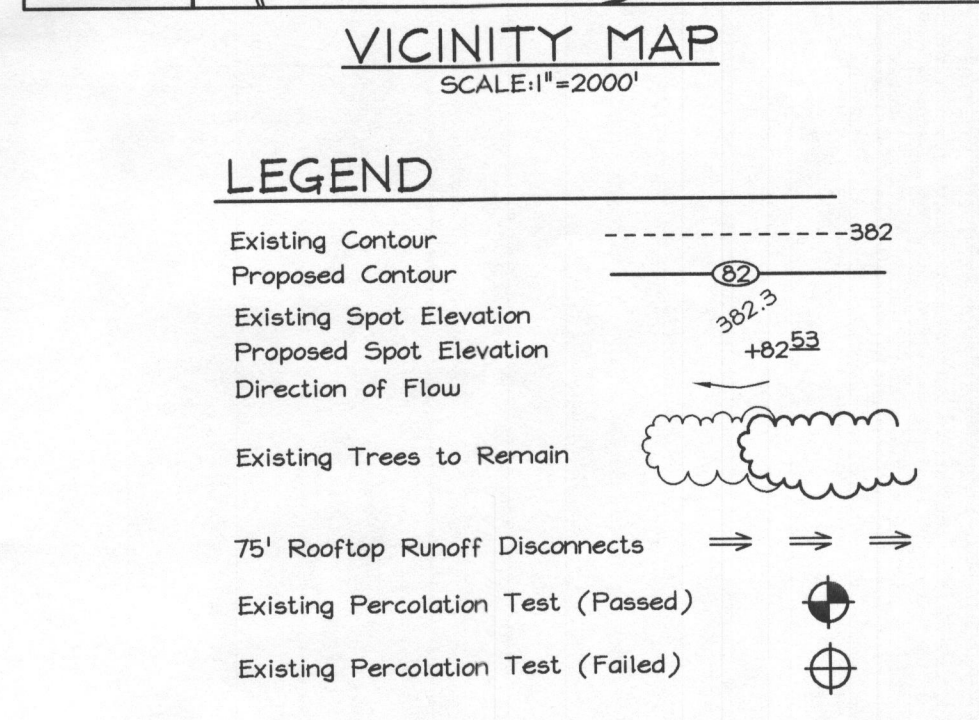 VICINITY MAP
SCALE:1"=2000'
LEGEND
Existing Contour 382
Proposed Contour 82
Existing Spot Elevation 382.3
Proposed Spot Elevation +82 53
Direction of Flow
Existing Trees to Remain
75' Rooftop Runoff Disconnects
Existing Percolation Test (Passed)
Existing Percolation Test (Failed)